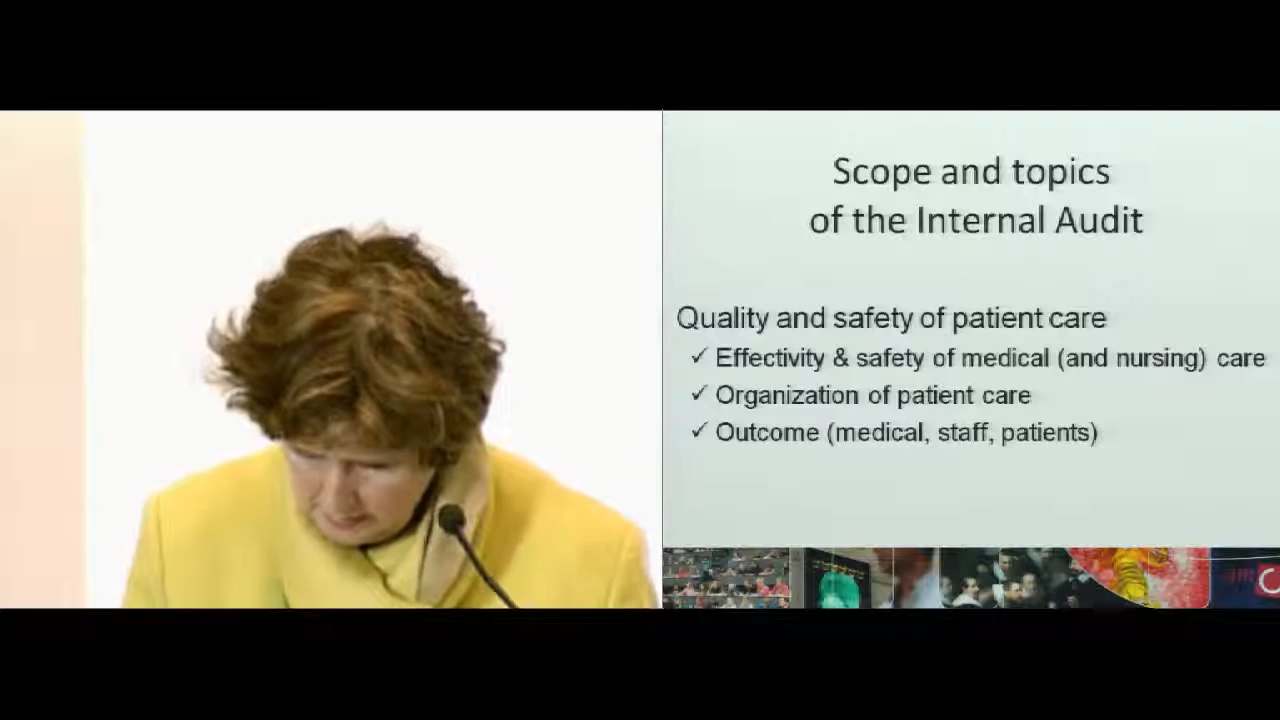 Scope and topics
of the Internal Audit
Quality and safety of patient care
✓ Effectivity & safety of medical (and nursing) care
✓ Organization of patient care
✓ Outcome (medical, staff, patients)